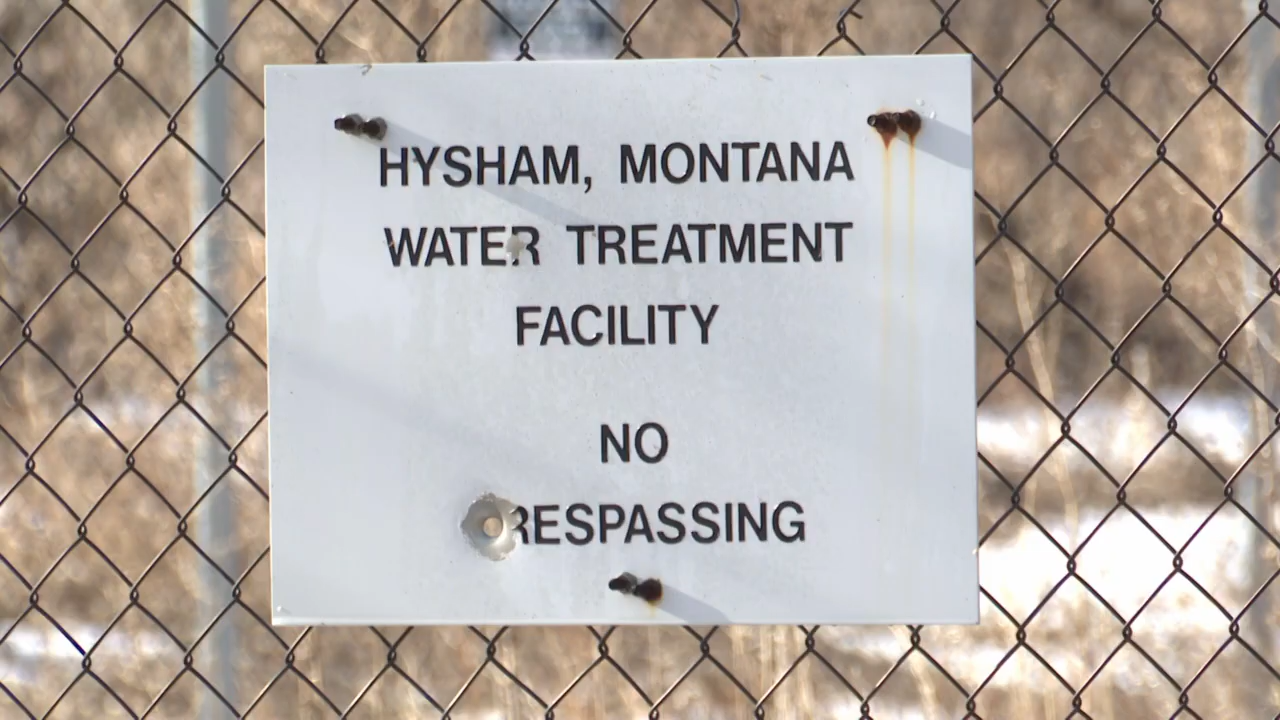 HYSHAM, MONTANA
WATER TREATMENT
FACILITY
NO
RESPASSING